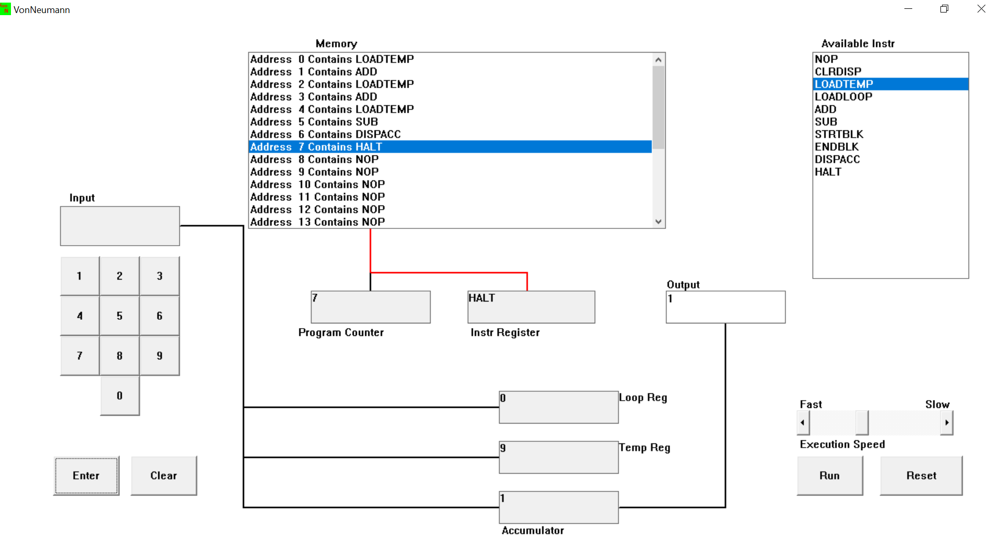 VonNeumann
Memory
Available Instr
Address 0 Contains LOADTEMP
Address 1 Contains ADD
Address 2 Contains LOADTEMP
Address 3 Contains ADD
Address 4 Contains LOADTEMP
Address 5 Contains SUB
Address 6 Contains DISPACC
Address 7 Contains HALT
Address 8 Contains NOP
Address 9 Contains NOP
Address 10 Contains NOP
Address 11 Contains NOP
Address 12 Contains NOP
Address 13 Contains NOP
NOP
CLRDISP
LOADTEMP
LOADLOOP
ADD
SUB
STRTBLK
ENDBLK
DISPACC
HALT
Input
1 2 3
4 5 6
7 8 9
0
Enter Clear
7
Program Counter
HALT
Instr Register
Output
1
0
Loop Reg
9
Temp Reg
1
Accumulator
Fast Slow
Execution Speed
Run Reset